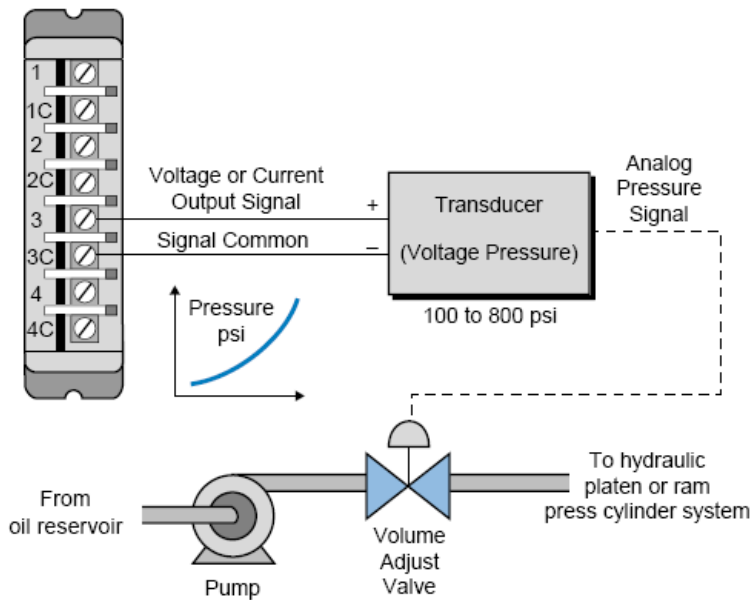 1
1C
2
2C
3
3C
4
4C
Voltage or Current
Output Signal
Signal Common
+
–
Transducer
(Voltage Pressure)
100 to 800 psi
Analog
Pressure
Signal
Pressure
psi
From
oil reservoir
Pump
Volume
Adjust
Valve
To hydraulic
platen or ram
press cylinder system